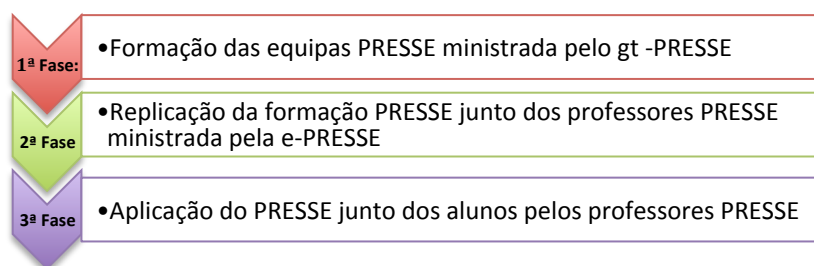 1ª Fase:
•Formação das equipas PRESSE ministrada pelo gt -PRESSE
2ª Fase
•Replicação da formação PRESSE junto dos professores PRESSE
ministrada pela e-PRESSE
3ª Fase
•Aplicação do PRESSE junto dos alunos pelos professores PRESSE